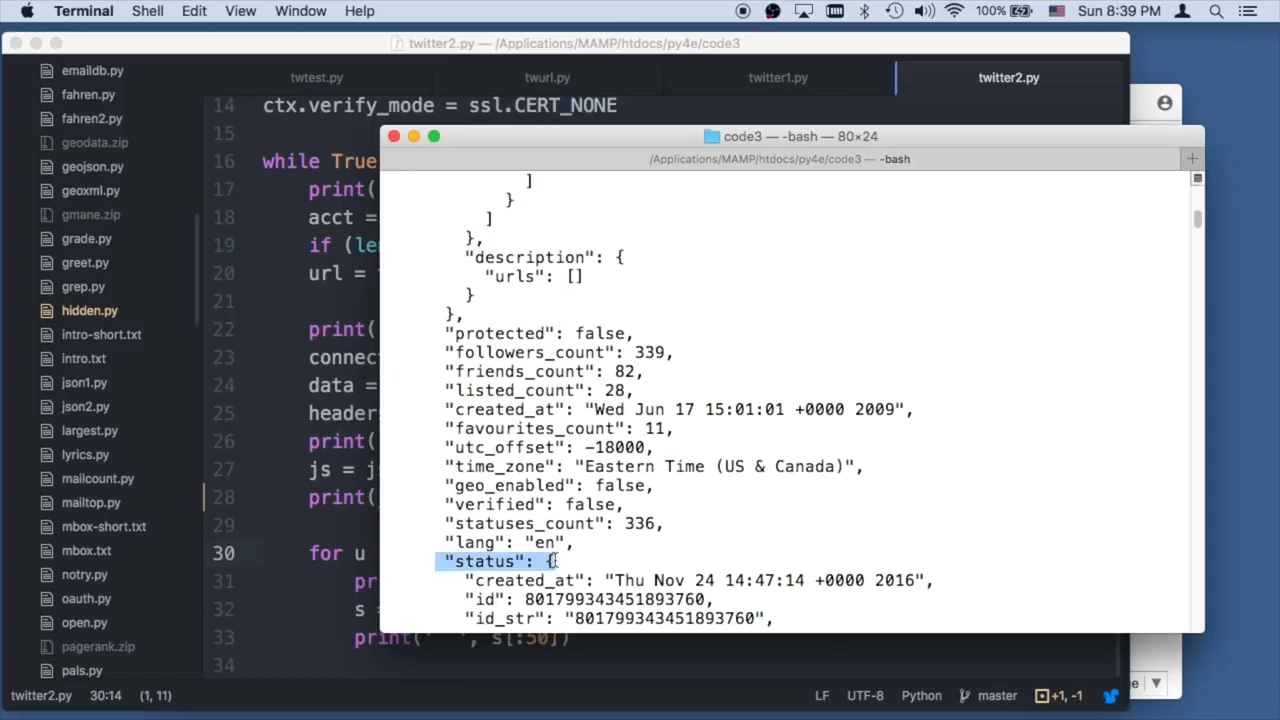 Terminal Shell Edit View Window Help 100% Sun 8:39 PM
twitter2.py — /Applications/MAMP/htdocs/py4e/code3
emaildb.py
fahren.py
fahren2.py
geodata.zip
geojson.py
geoxml.py
gmane.zip
grade.py
greet.py
grep.py
hidden.py
intro-short.txt
intro.txt
json1.py
json2.py
largest.py
lyrics.py
mailcount.py
mailtop.py
mbox-short.txt
mbox.txt
notry.py
oauth.py
open.py
pagerank.zip
pals.py
twtest.py twurl.py twitter1.py twitter2.py
14 ctx.verify_mode = ssl.CERT_NONE
15
16 while True
17 print(
18 acct =
19 if (len
20 url =
21
22 print(
23 connect
24 data =
25 headers
26 print(
27 js = js
28 print(
29
30 for u
31 pr
32 s =
33 print(' ', s[:50])
34
code3 — -bash — 80×24
/Applications/MAMP/htdocs/py4e/code3 — -bash
]
}
]
},
"description": {
"urls": []
}
},
"protected": false,
"followers_count": 339,
"friends_count": 82,
"listed_count": 28,
"created_at": "Wed Jun 17 15:01:01 +0000 2009",
"favourites_count": 11,
"utc_offset": -18000,
"time_zone": "Eastern Time (US & Canada)",
"geo_enabled": false,
"verified": false,
"statuses_count": 336,
"lang": "en",
"status": {
"created_at": "Thu Nov 24 14:47:14 +0000 2016",
"id": 801799343451893760,
"id_str": "801799343451893760",
twitter2.py 30:14 (1, 11) LF UTF-8 Python master +1, -1